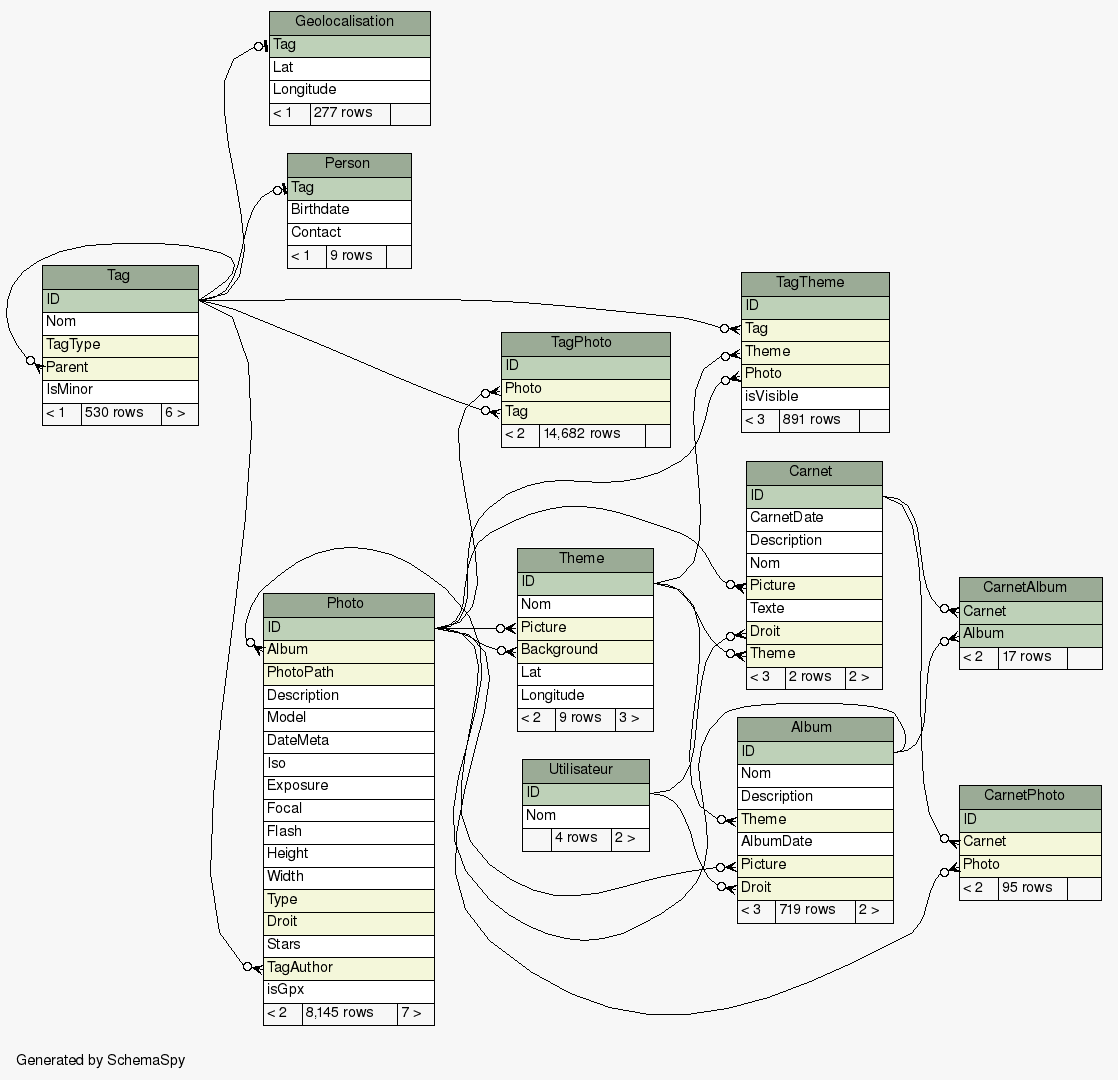 Geolocalisation
Tag
Lat
Longitude
< 1 277 rows
Person
Tag
Birthdate
Contact
< 1 9 rows
Tag
ID
Nom
TagType
Parent
IsMinor
< 1 530 rows 6 >
TagTheme
ID
Tag
Theme
Photo
isVisible
< 3 891 rows
TagPhoto
ID
Photo
Tag
< 2 14,682 rows
Carnet
ID
CarnetDate
Description
Nom
Picture
Texte
Droit
Theme
< 3 2 rows 2 >
Theme
ID
Nom
Picture
Background
Lat
Longitude
< 2 9 rows 3 >
CarnetAlbum
Carnet
Album
< 2 17 rows
Photo
ID
Album
PhotoPath
Description
Model
DateMeta
Iso
Exposure
Focal
Flash
Height
Width
Type
Droit
Stars
TagAuthor
isGpx
< 2 8,145 rows 7 >
Utilisateur
ID
Nom
4 rows 2 >
Album
ID
Nom
Description
Theme
AlbumDate
Picture
Droit
< 3 719 rows 2 >
CarnetPhoto
ID
Carnet
Photo
< 2 95 rows
Generated by SchemaSpy